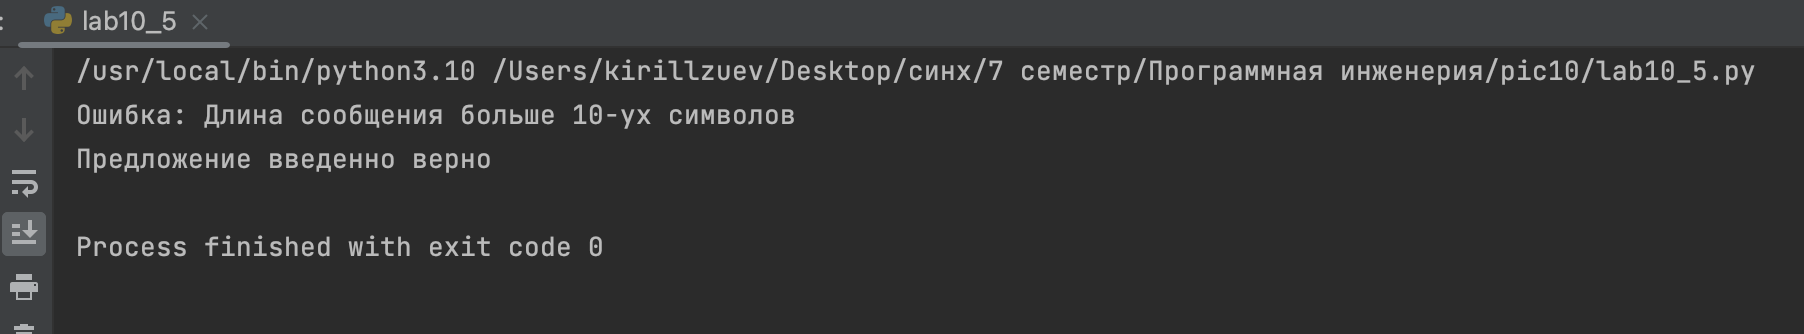 lab10_5
/usr/local/bin/python3.10 /Users/kirillzuev/Desktop/синх/7 семестр/Программная инженерия/pic10/lab10_5.py
Ошибка: Длина сообщения больше 10-ух символов
Предложение введенно верно
Process finished with exit code 0